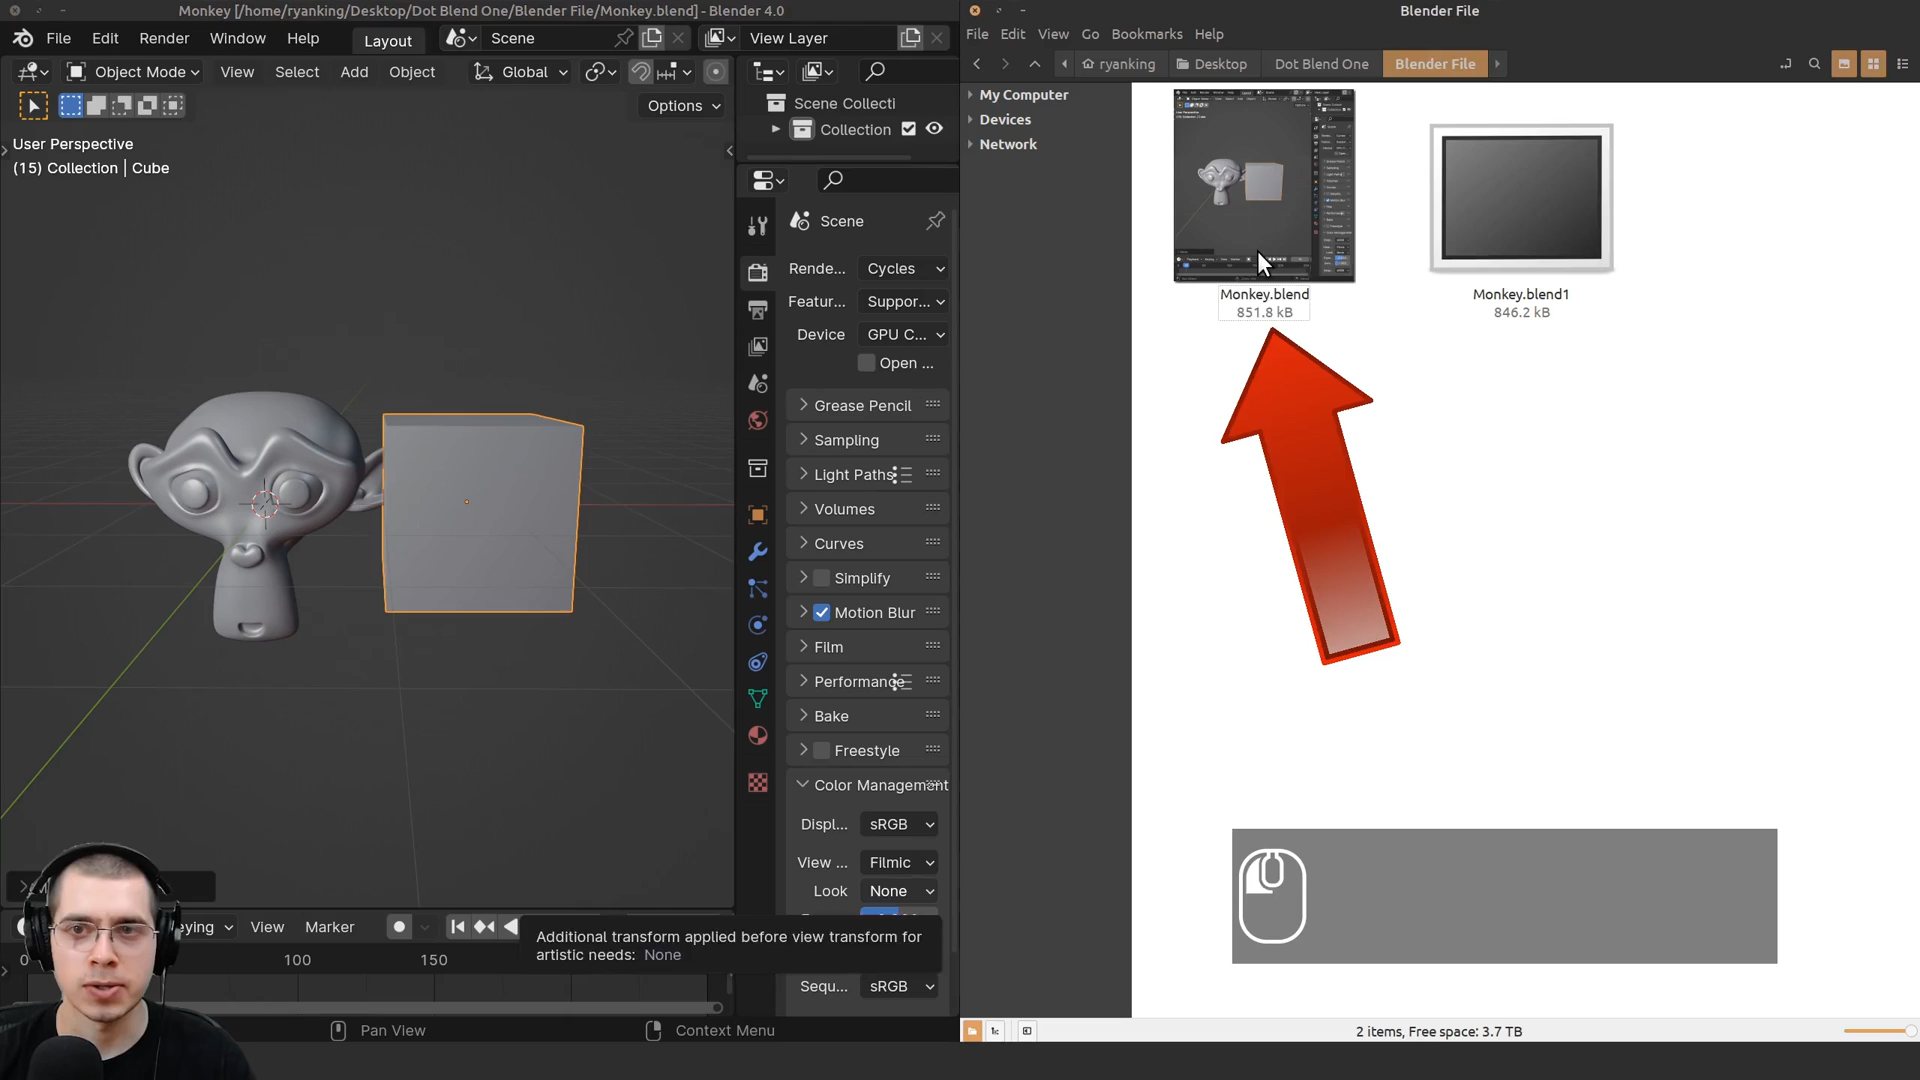 Monkey [/home/ryanking/Desktop/Dot Blend One/Blender File/Monkey.blend] - Blender 4.0
File Edit Render Window Help Layout Scene View Layer
Object Mode View Select Add Object Global
Options
User Perspective
(15) Collection | Cube
Scene Collecti
Collection
Scene
Rende... Cycles
Featur... Suppor...
Device GPU C...
Open ...
Grease Pencil
Sampling
Light Paths
Volumes
Curves
Simplify
Motion Blur
Film
Performance
Bake
Freestyle
Color Management
Displ... sRGB
View ... Filmic
Look None
Additional transform applied before view transform for
artistic needs: None
Sequ... sRGB
eying View Marker
0 100 150
Pan View Context Menu
Blender File
File Edit View Go Bookmarks Help
ryanking Desktop Dot Blend One Blender File
My Computer
Devices
Network
Monkey.blend
851.8 kB
Monkey.blend1
846.2 kB
2 items, Free space: 3.7 TB